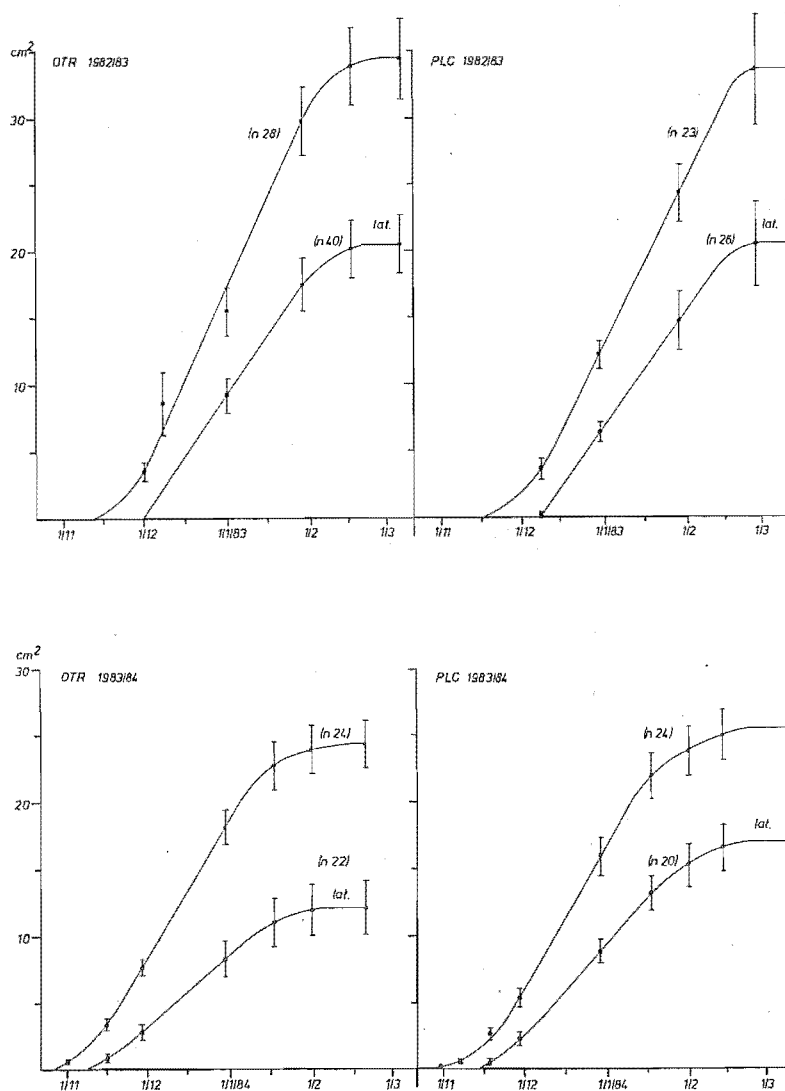 cm2
OTR 1982/83
30
20
10
(n 28)
(n 40)
lat.
1/11 1/12 1/1/83 1/2 1/3
PLC 1982/83
(n 23)
(n 26)
lat.
1/11 1/12 1/1/83 1/2 1/3
cm2
30
OTR 1983/84
20
10
(n 24)
(n 22)
lat.
1/11 1/12 1/1/84 1/2 1/3
PLC 1983/84
(n 24)
lat.
(n 20)
1/11 1/12 1/1/84 1/2 1/3